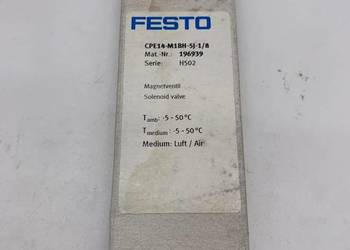 FESTO
CPE14-M1BH-5J-1/8
Mat.-Nr.: 196939
Serie: H502
Magnetventil
Solenoid valve
Tamb: -5 - 50 °C
Tmedium: -5 - 50 °C
Medium: Luft / Air